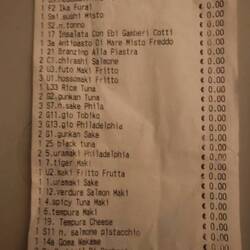 1 F2 Ika Furai € 0,00
1 Sm1.sushi Misto € 0,00
1 S2.n.tonno € 0,00
1 17 Insalata Con Ebi Gamberi Cotti € 0,00
1 3a Antipasto Di Mare Misto Freddo € 0,00
1 21 Branzino Alla Piastra € 0,00
2 C1.chirashi Salmone € 0,00
1 U3.futo Maki Fritto € 0,00
3 U1.hossomaki Fritto € 0,00
1 L33 Rice Tuna € 0,00
2 G2.gunkan Tuna € 0,00
3 S7.n.sake Phila € 0,00
2 G11.gio Tobiko € 0,00
2 G13.gio Philadelphia € 0,00
2 G1.gunkan Sake € 0,00
1 25 black tuna € 0,00
2 5.uramaki Philadelphia € 0,00
1 7.tiger Maki € 0,00
1 U2.maki Fritto Frutta € 0,00
1 1.uramaki Sake € 0,00
1 12.verdure Salmon Maki € 0,00
1 4.spicy Tuna Maki € 0,00
1 6.tempura Maki € 0,00
1 19. Tempura Cheese € 0,00
1 S11 n. salmone pistacchio € 0,00
1 14a Goma Wakame € 0,00